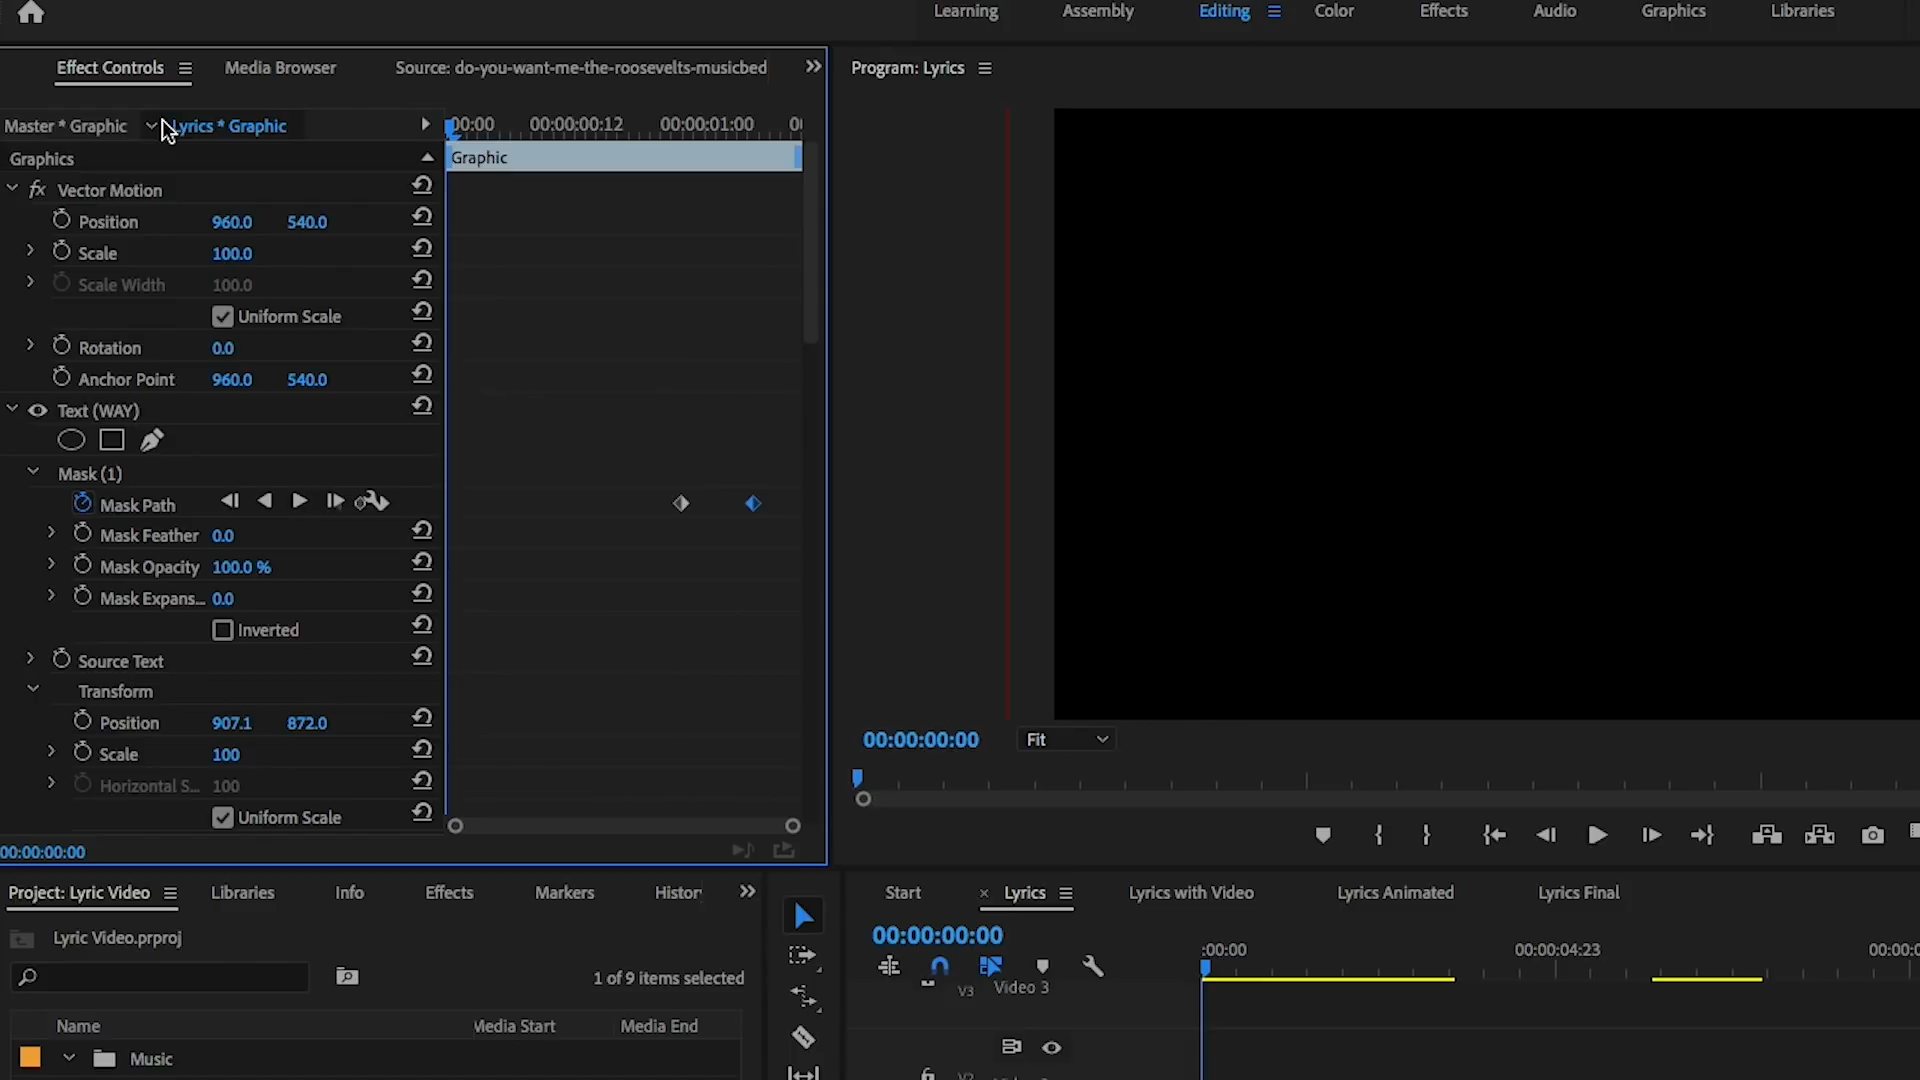 Learning Assembly Editing Color Effects Audio Graphics Libraries
Effect Controls Media Browser Source: do-you-want-me-the-roosevelts-musicbed
Program: Lyrics
Master * Graphic Lyrics * Graphic
00:00 00:00:00:12 00:00:01:00
Graphics
Graphic
fx Vector Motion
Position 960.0 540.0
Scale 100.0
Scale Width 100.0
Uniform Scale
Rotation 0.0
Anchor Point 960.0 540.0
Text (WAY)
Mask (1)
Mask Path
Mask Feather 0.0
Mask Opacity 100.0 %
Mask Expans... 0.0
Inverted
Source Text
Transform
Position 907.1 872.0
Scale 100
Horizontal S... 100
Uniform Scale
00:00:00:00
00:00:00:00 Fit
Project: Lyric Video Libraries Info Effects Markers Histor
Lyric Video.prproj
1 of 9 items selected
Name Media Start Media End
Music
Start × Lyrics Lyrics with Video Lyrics Animated Lyrics Final
00:00:00:00
:00:00 00:00:04:23 00:00:0
V3 Video 3
V2